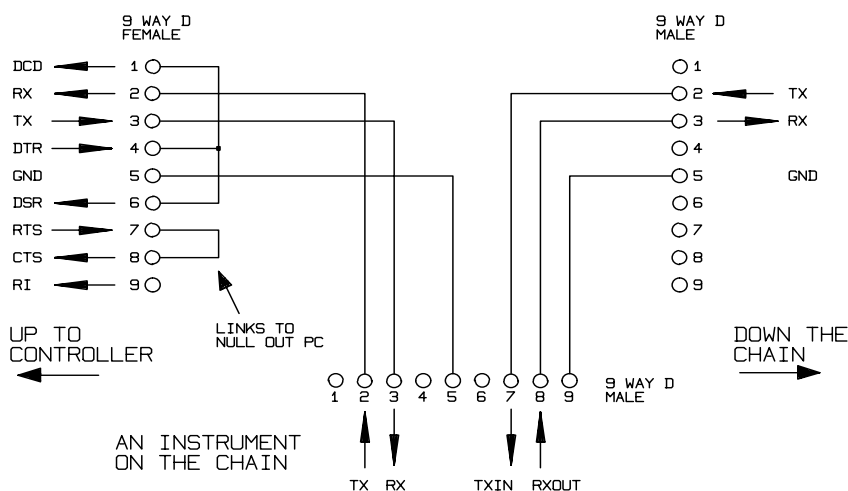 9 WAY D
FEMALE
DCD 1
RX 2
TX 3
DTR 4
GND 5
DSR 6
RTS 7
CTS 8
RI 9
LINKS TO
NULL OUT PC
UP TO
CONTROLLER
9 WAY D
MALE
1
2 TX
3 RX
4
5 GND
6
7
8
9
DOWN THE
CHAIN
1 2 3 4 5 6 7 8 9
9 WAY D
MALE
AN INSTRUMENT
ON THE CHAIN
TX RX TXIN RXOUT